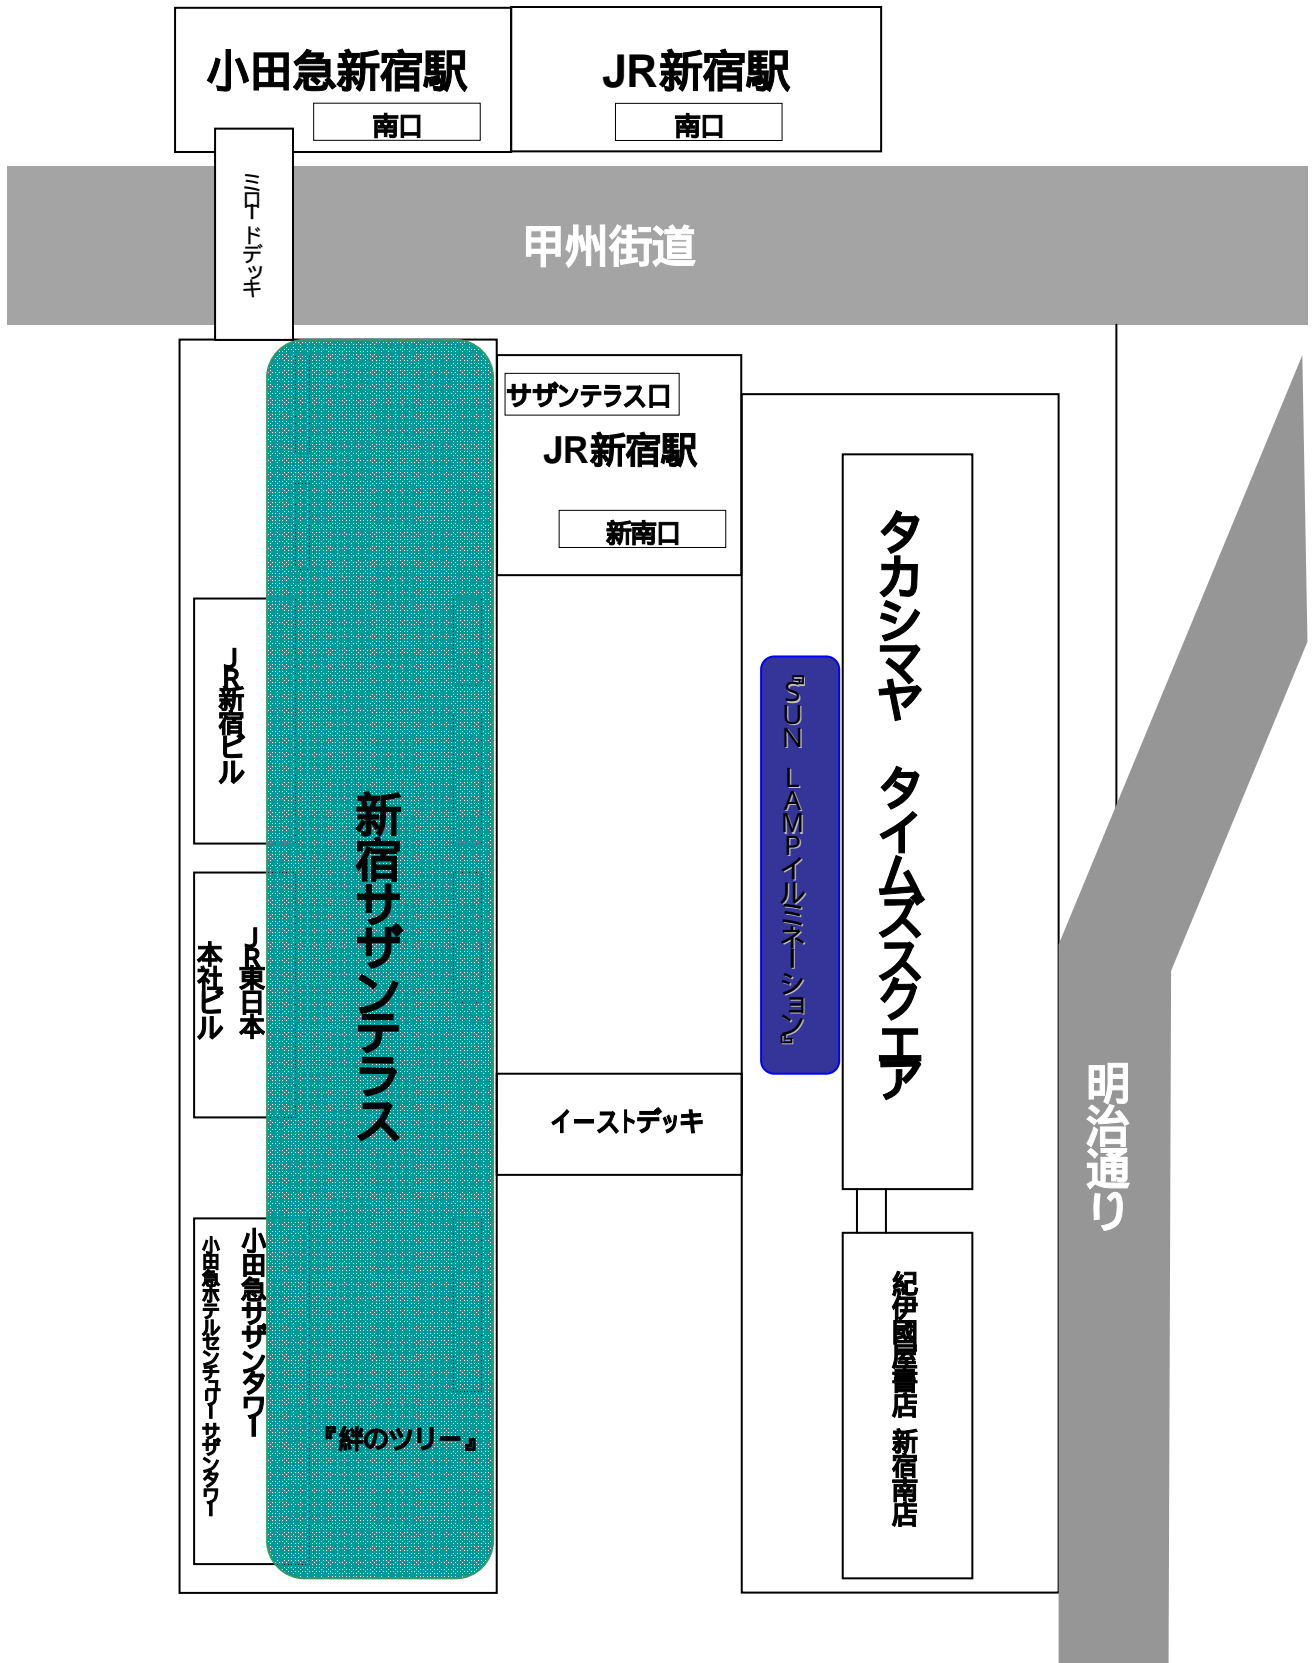 小田急新宿駅
南口
JR新宿駅
南口
ミロードデッキ
甲州街道
サザンテラス口
JR新宿駅
新南口
タカシマヤ タイムズスクエア
『SUN LAMPイルミネーション』
JR新宿ビル
新宿サザンテラス
JR東日本
本社ビル
イーストデッキ
明治通り
小田急サザンタワー
小田急ホテルセンチュリーサザンタワー
紀伊國屋書店 新宿南店
『絆のツリー』